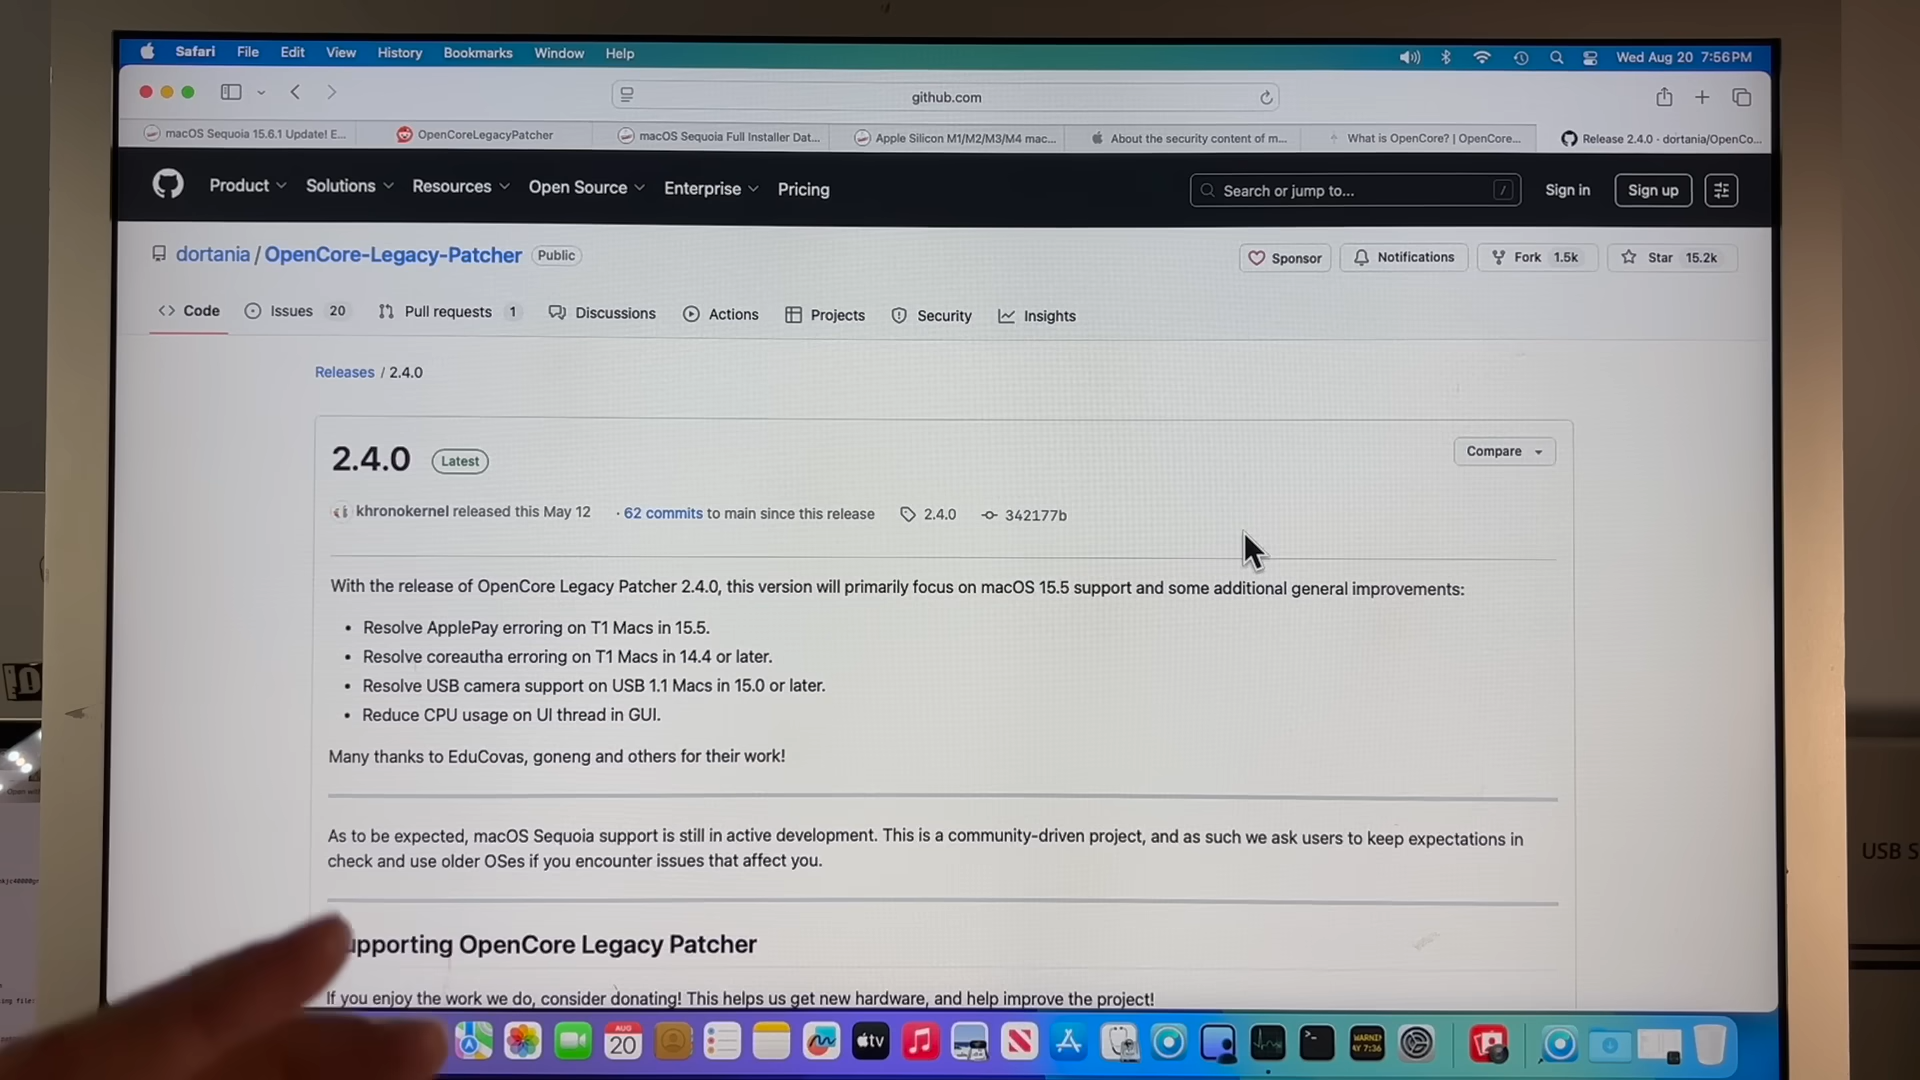 Safari File Edit View History Bookmarks Window Help Wed Aug 20 7:56 PM
github.com
macOS Sequoia 15.6.1 Update! E... OpenCoreLegacyPatcher macOS Sequoia Full Installer Dat... Apple Silicon M1/M2/M3/M4 mac... About the security content of m... What is OpenCore? | OpenCore... Release 2.4.0 · dortania/OpenCo...
Product Solutions Resources Open Source Enterprise Pricing Search or jump to... / Sign in Sign up
dortania / OpenCore-Legacy-Patcher Public Sponsor Notifications Fork 1.5k Star 15.2k
Code Issues 20 Pull requests 1 Discussions Actions Projects Security Insights
Releases / 2.4.0
2.4.0 Latest Compare
khronokernel released this May 12 · 62 commits to main since this release 2.4.0 342177b
With the release of OpenCore Legacy Patcher 2.4.0, this version will primarily focus on macOS 15.5 support and some additional general improvements:
• Resolve ApplePay erroring on T1 Macs in 15.5.
• Resolve coreautha erroring on T1 Macs in 14.4 or later.
• Resolve USB camera support on USB 1.1 Macs in 15.0 or later.
• Reduce CPU usage on UI thread in GUI.
Many thanks to EduCovas, goneng and others for their work!
As to be expected, macOS Sequoia support is still in active development. This is a community-driven project, and as such we ask users to keep expectations in
check and use older OSes if you encounter issues that affect you.
upporting OpenCore Legacy Patcher
If you enjoy the work we do, consider donating! This helps us get new hardware, and help improve the project!
AUG
20
tv
USB S